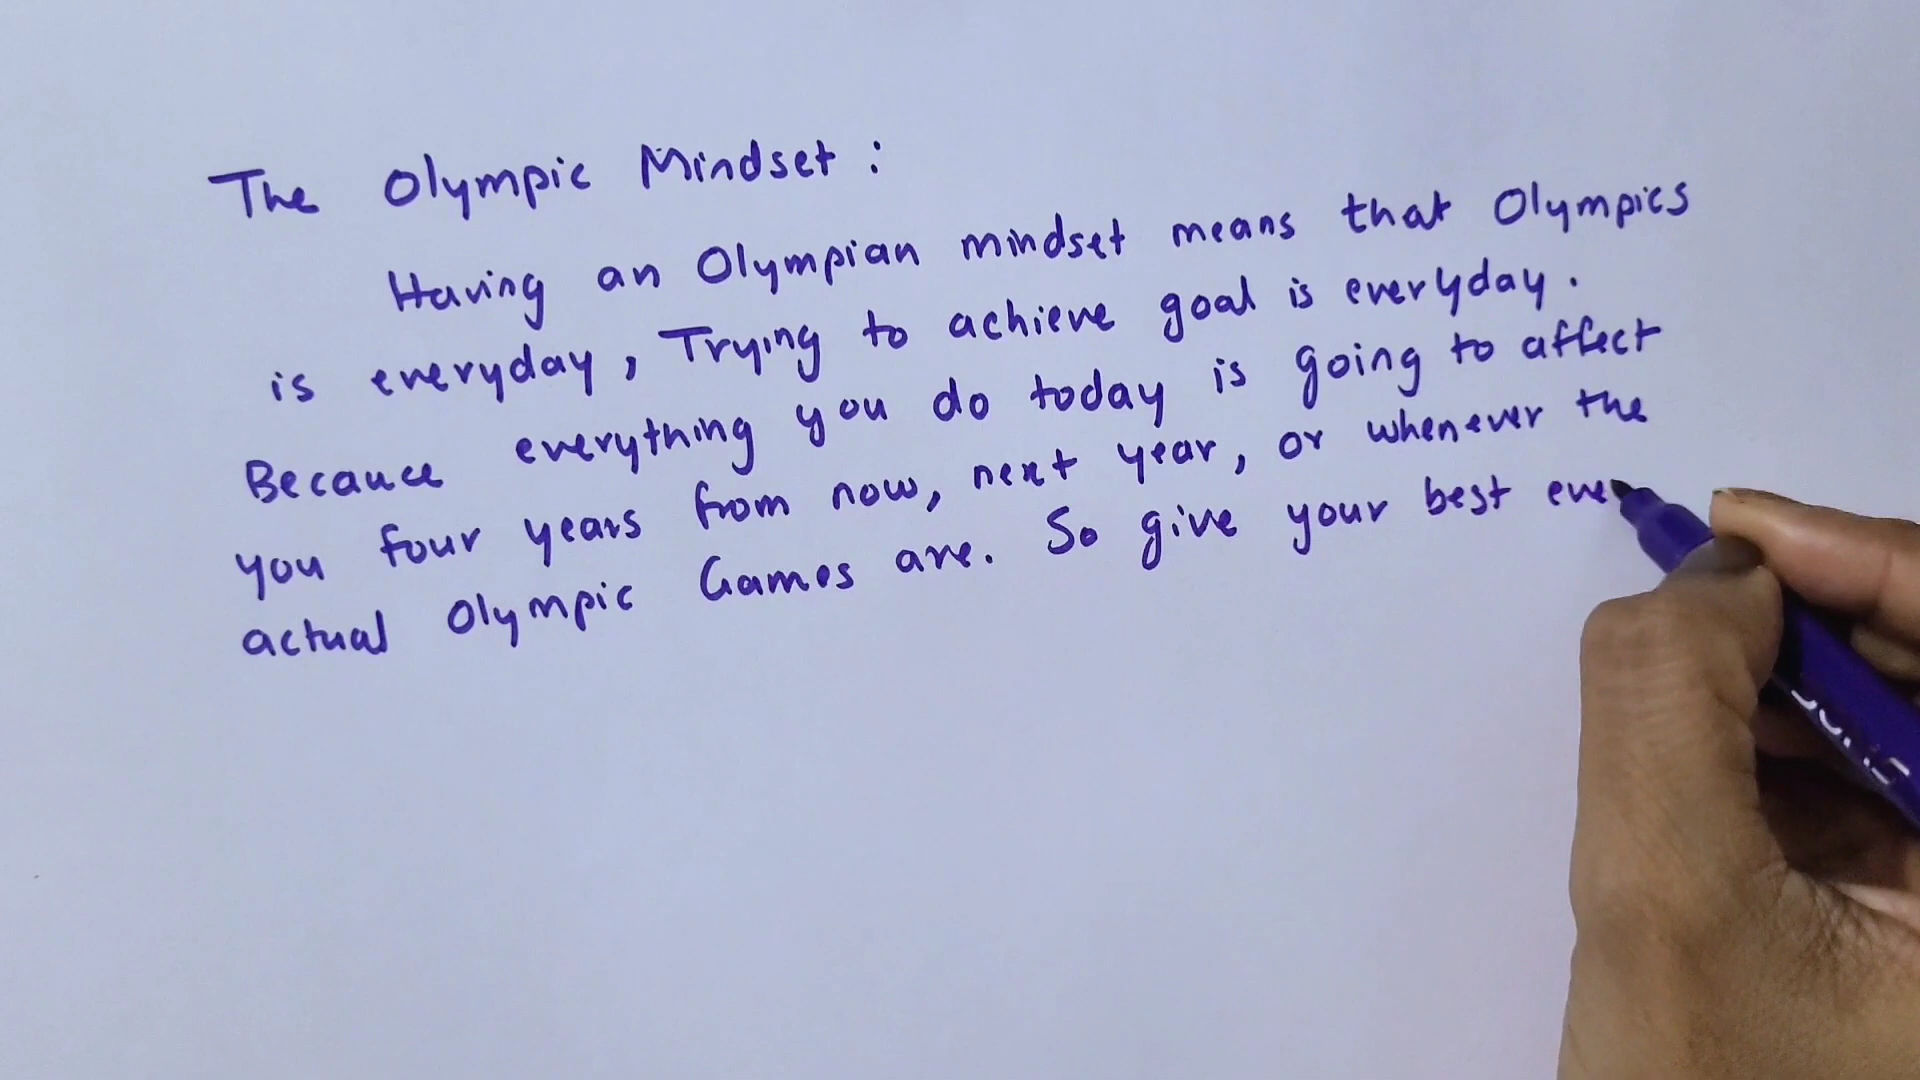 The Olympic Mindset :
Having an Olympian mindset means that Olympics
is everyday, Trying to achieve goal is everyday.
Becauce everything you do today is going to affect
you four years from now, next year, or whenever the
actual Olympic Games are. So give your best eve